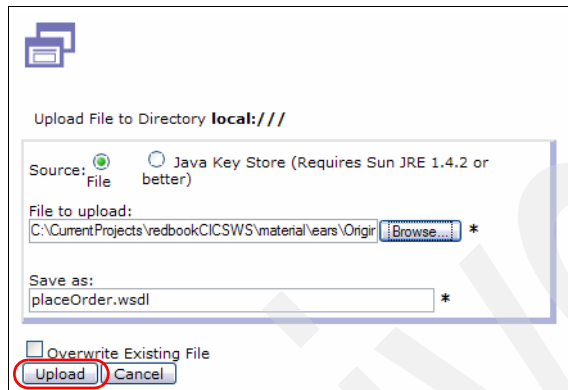 Upload File to Directory local:///
Source: File Java Key Store (Requires Sun JRE 1.4.2 or better)
File to upload:
C:\CurrentProjects\redbookCICSWS\material\ears\Origir Browse... *
Save as:
placeOrder.wsdl *
Overwrite Existing File
Upload Cancel